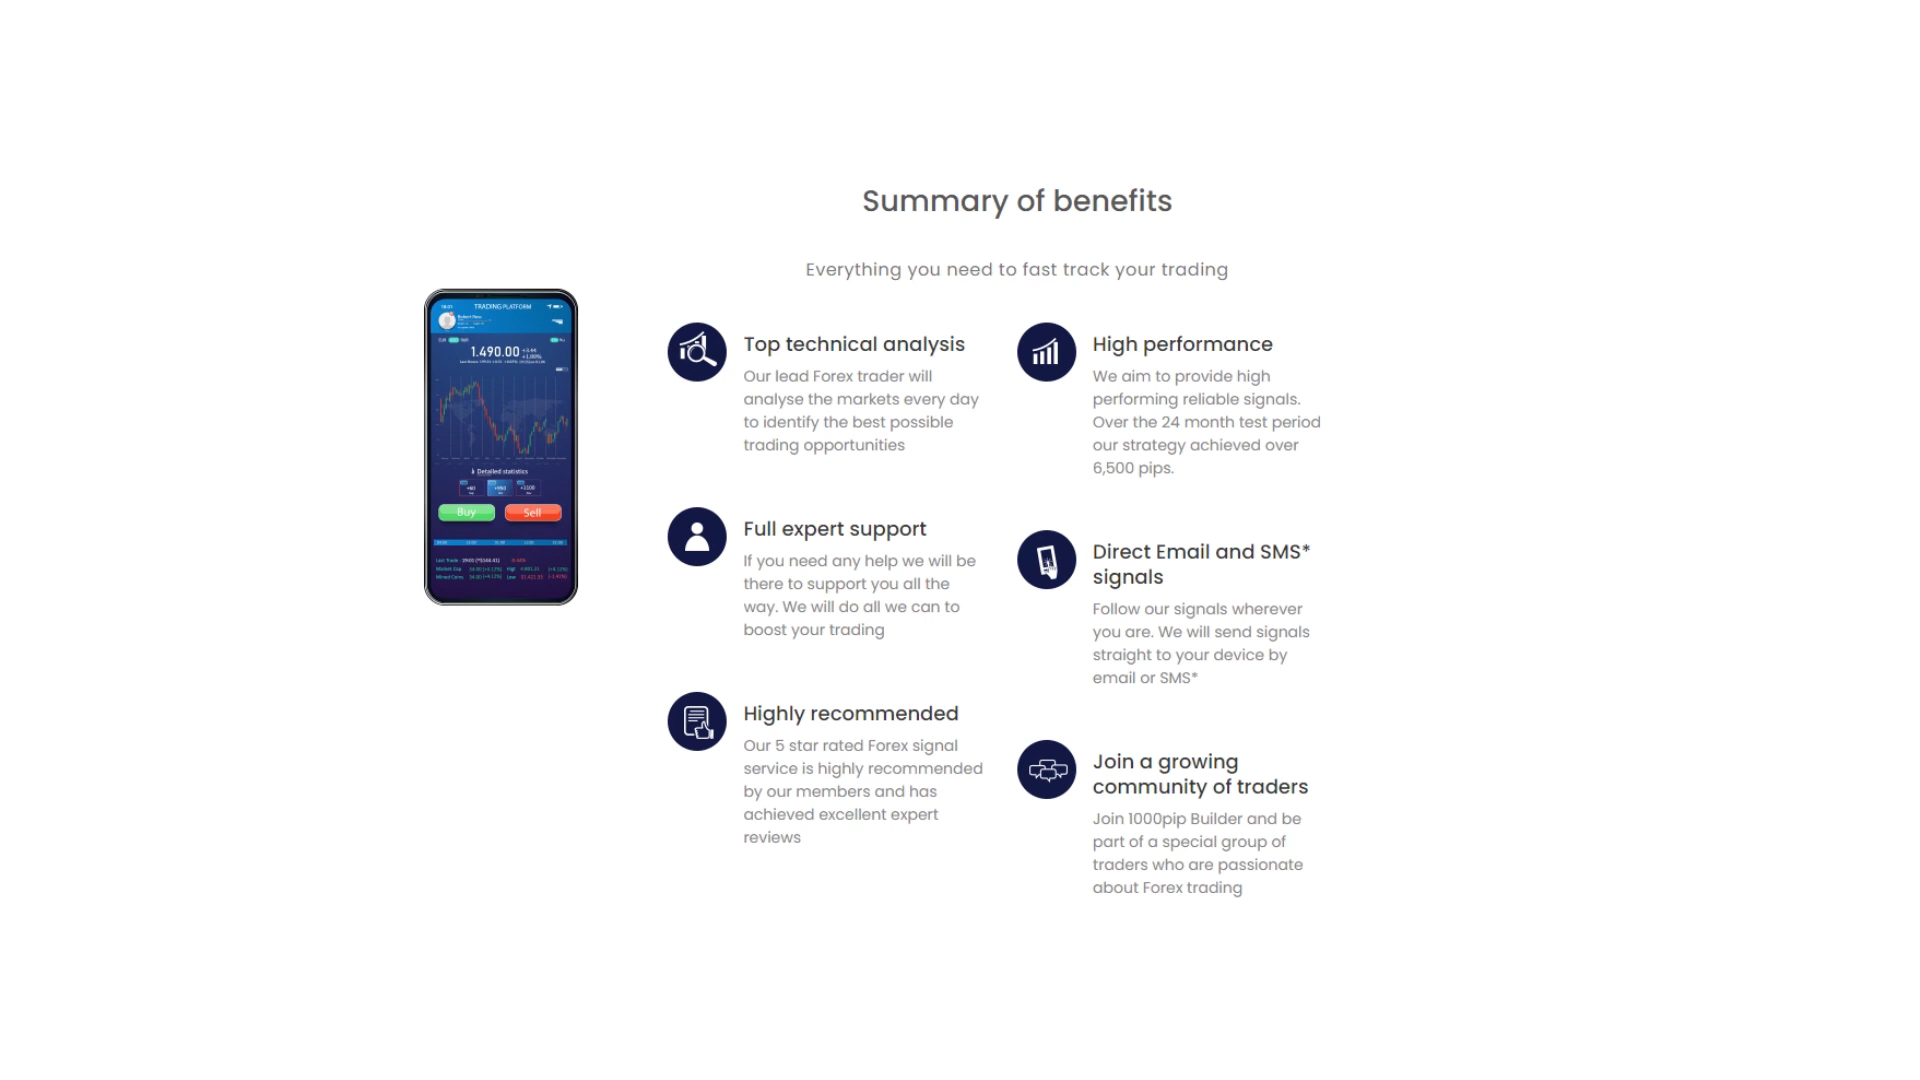 Summary of benefits
Everything you need to fast track your trading
TRADING PLATFORM
1.490.00
Detailed statistics
Buy
Sell
Top technical analysis
Our lead Forex trader will
analyse the markets every day
to identify the best possible
trading opportunities
Full expert support
If you need any help we will be
there to support you all the
way. We will do all we can to
boost your trading
Highly recommended
Our 5 star rated Forex signal
service is highly recommended
by our members and has
achieved excellent expert
reviews
High performance
We aim to provide high
performing reliable signals.
Over the 24 month test period
our strategy achieved over
6,500 pips.
Direct Email and SMS*
signals
Follow our signals wherever
you are. We will send signals
straight to your device by
email or SMS*
Join a growing
community of traders
Join 1000pip Builder and be
part of a special group of
traders who are passionate
about Forex trading